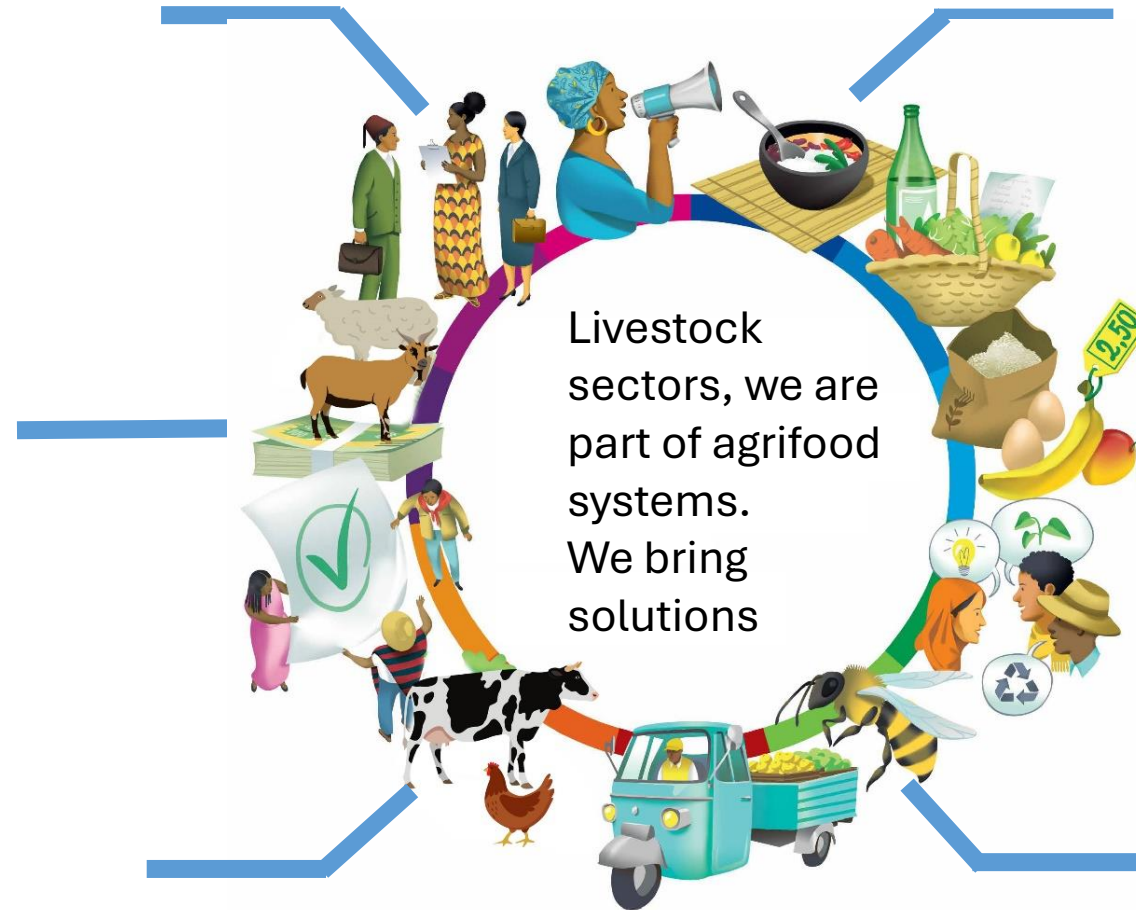 Livestock
sectors, we are
part of agrifood
systems.
We bring
solutions
2,50